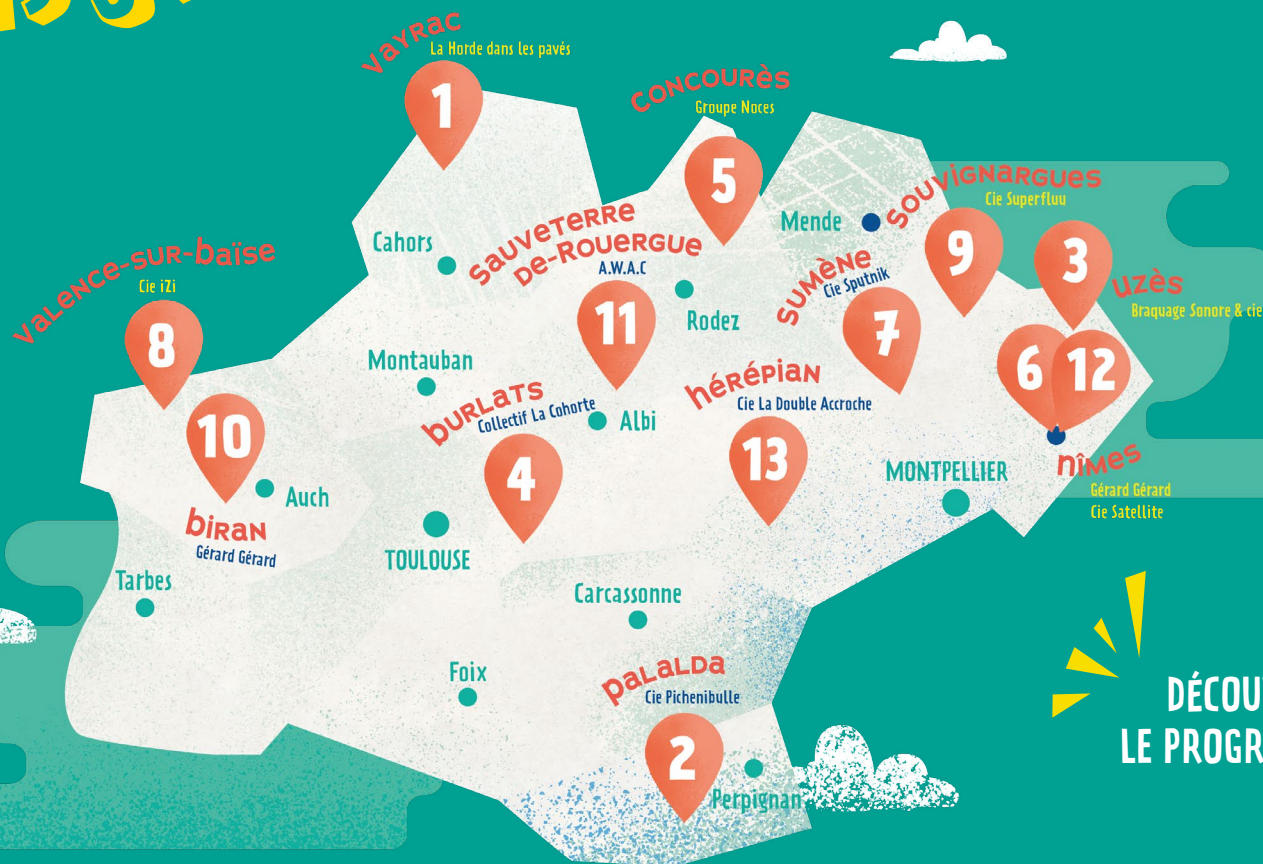 VAYRAC
La Horde dans les pavés
1
CONCOURÈS
Groupe Noces
5
SOUVIGNARGUES
Cie Superfluu
9
Mende
SAUVETERRE
DE-ROUERGUE
A.W.A.C
11
Cahors
VALENCE-SUR-BAÏSE
Cie iZi
8
SUMÈNE
Cie Sputnik
7
3
UZÈS
Braquage Sonore & cie
Rodez
6
12
Montauban
BURLATS
Collectif La Cohorte
4
Albi
HÉRÉPIAN
Cie La Double Accroche
13
10
Auch
BIRAN
Gérard Gérard
MONTPELLIER
NÎMES
Gérard Gérard
Cie Satellite
TOULOUSE
Tarbes
Carcassonne
Foix
PALALDA
Cie Pichenibulle
2
Perpignan
DÉCOU
LE PROGR